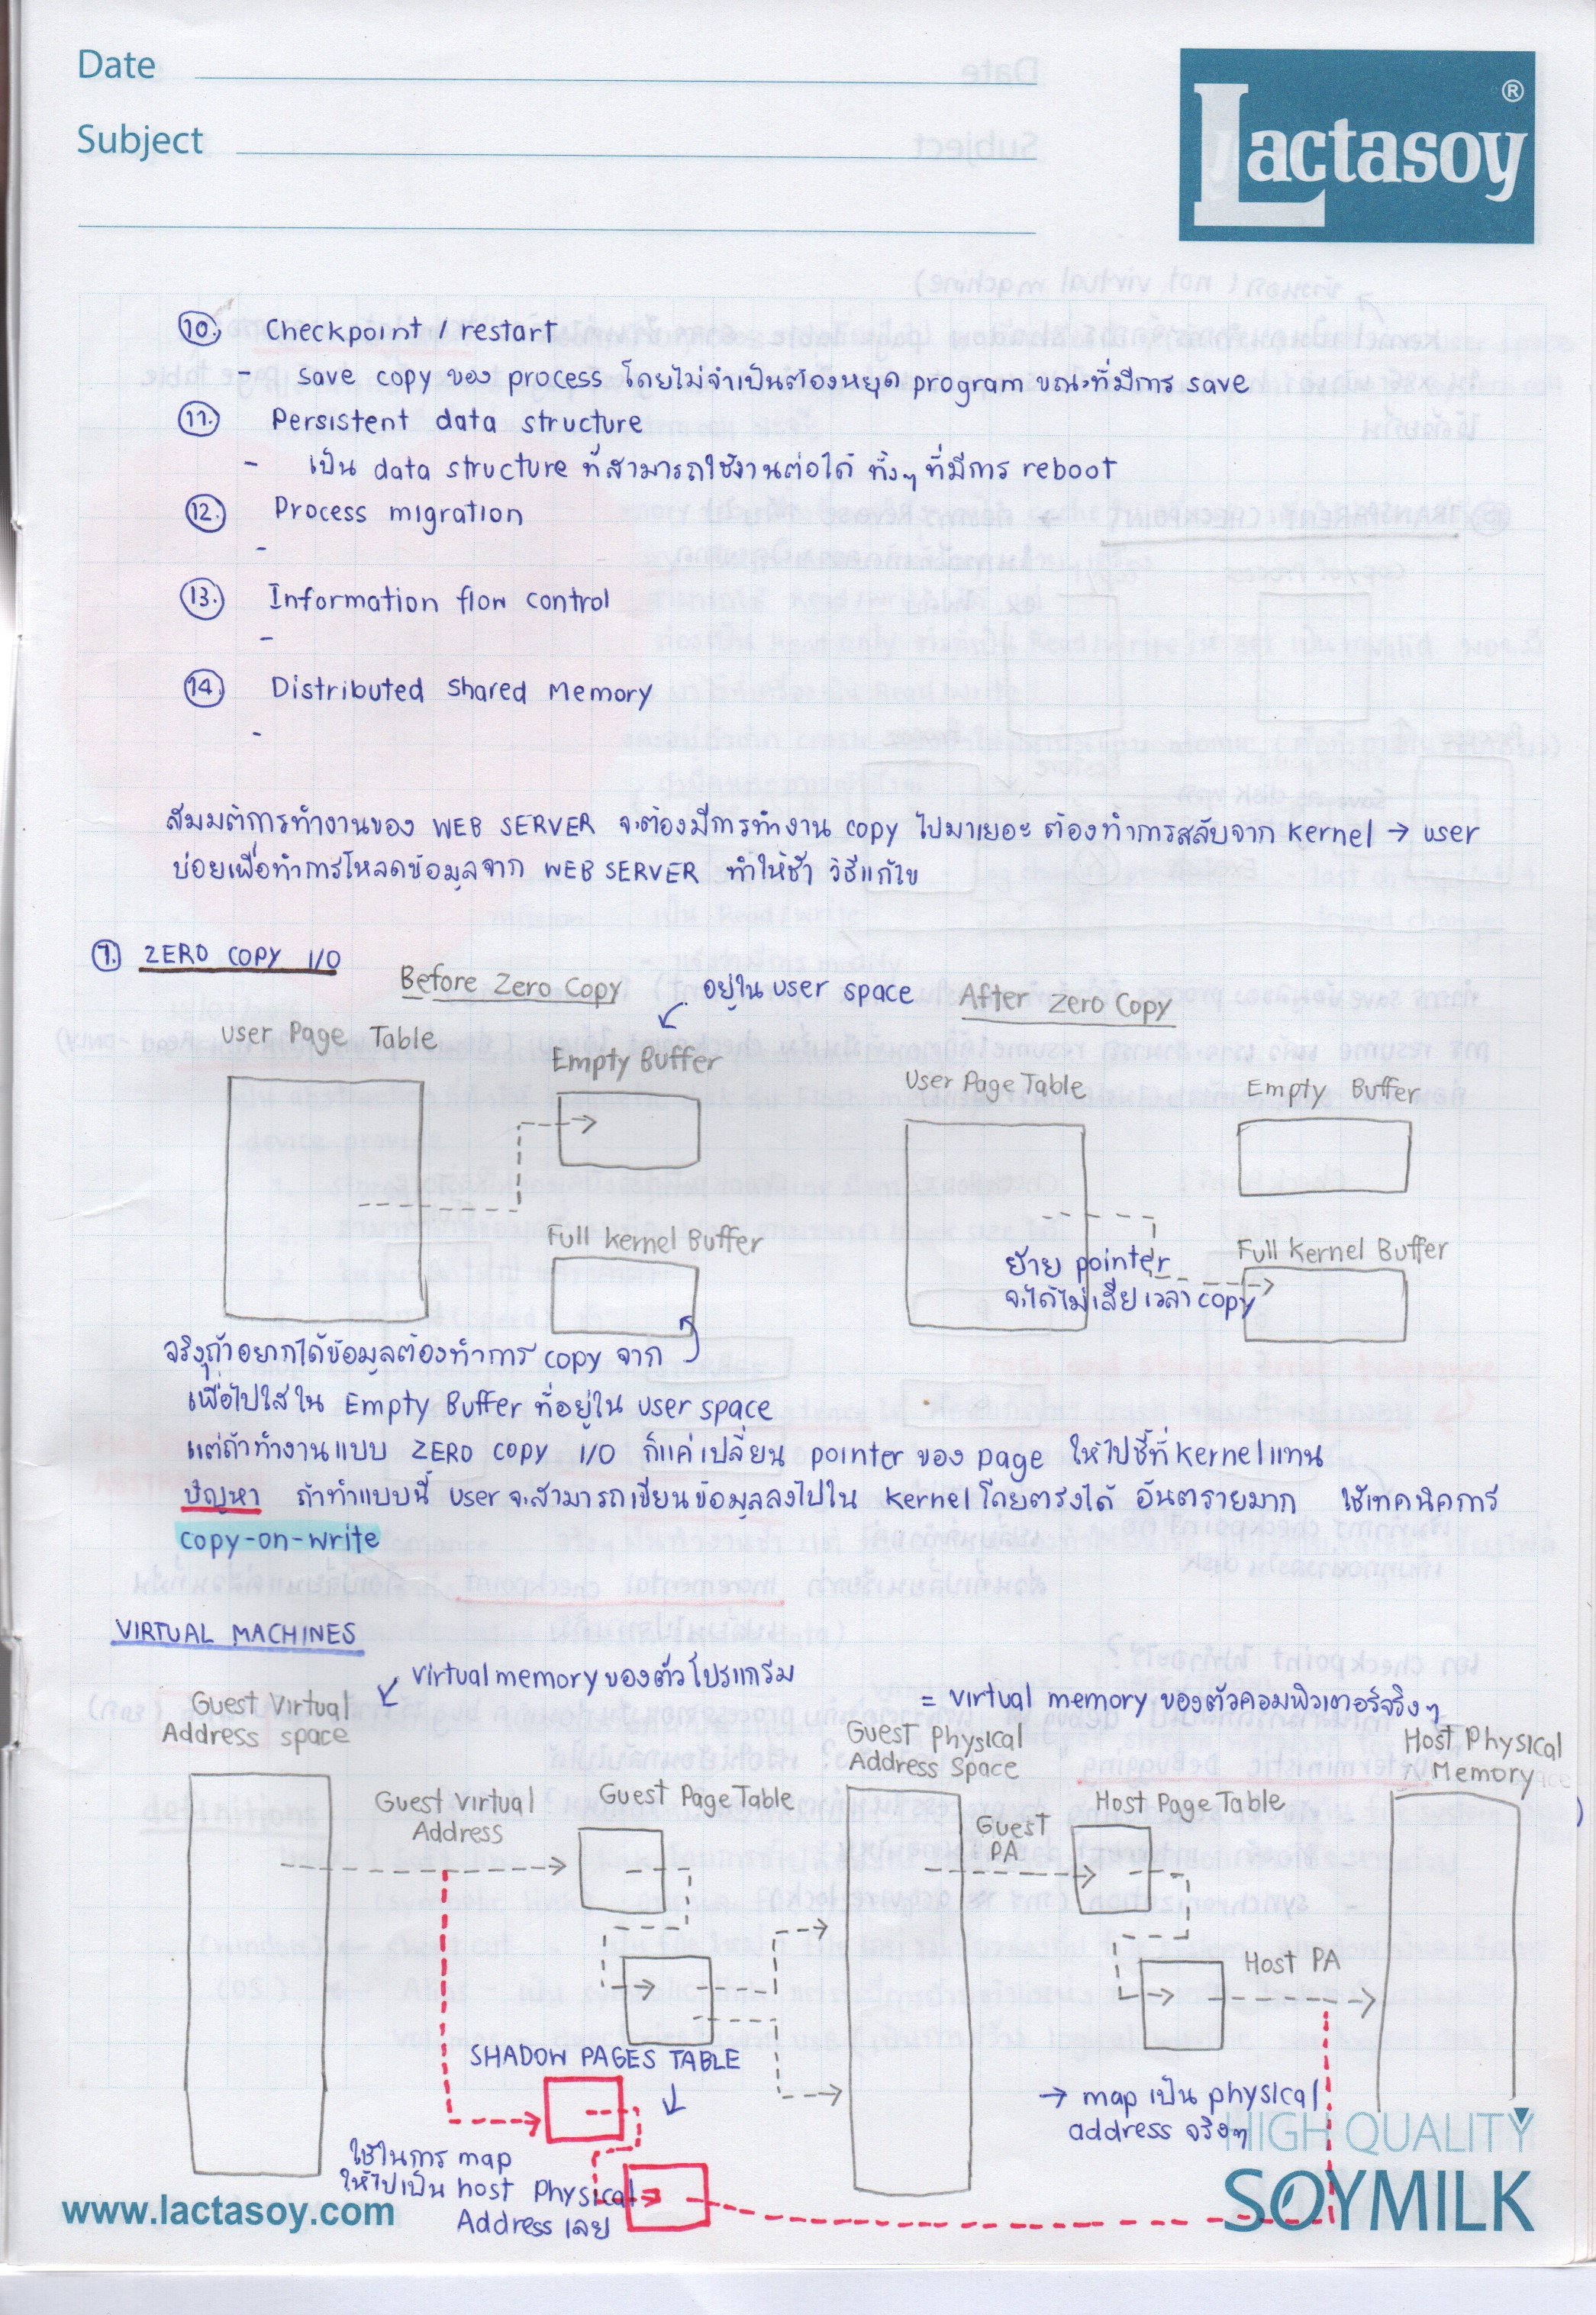 Date
Subject
Lactasoy ®
10. Checkpoint / restart
- save copy ของ process โดยไม่จำเป็นต้องหยุด program ขณะที่มีการ save
11. Persistent data structure
- เป็น data structure ที่สามารถใช้งานต่อได้ ทั้งๆ ที่มีการ reboot
12. Process migration
-
13. Information flow control
-
14. Distributed shared memory
-
สมมติการทำงานของ WEB SERVER จะต้องมีการทำงาน copy ไปมาเยอะ ต้องทำการสลับจาก kernel → user
บ่อยเพื่อทำการโหลดข้อมูลจาก WEB SERVER ทำให้ช้า วิธีแก้ไข
1. ZERO COPY I/O
Before Zero Copy
อยู่ใน user space
After Zero Copy
User Page Table
Empty Buffer
User Page Table
Empty Buffer
Full Kernel Buffer
Full Kernel Buffer
ย้าย pointer
จะได้ไม่เสียเวลา copy
จริงๆถ้าอยากได้ข้อมูลต้องทำการ copy จาก
เพื่อไปใส่ใน Empty Buffer ที่อยู่ใน user space
แต่ถ้าทำงานแบบ ZERO COPY I/O ก็แค่เปลี่ยน pointer ของ page ให้ไปชี้ที่ kernel แทน
ปัญหา ถ้าทำแบบนี้ user จะสามารถเขียนข้อมูลลงไปใน kernel โดยตรงได้ อันตรายมาก ใช้เทคนิคการ
copy-on-write
VIRTUAL MACHINES
virtual memory ของตัวโปรแกรม
= virtual memory ของตัวคอมพิวเตอร์จริงๆ
Guest Virtual
Address space
Guest Physical
Address Space
Host Physical
Memory
Guest Virtual
Address
Guest Page Table
Guest
PA
Host Page Table
Host PA
SHADOW PAGES TABLE
→ map เป็น physical
address จริงๆ
ใช้ในการ map
ให้ไปเป็น host Physical
Address เลย
HIGH QUALITY
SOYMILK
www.lactasoy.com